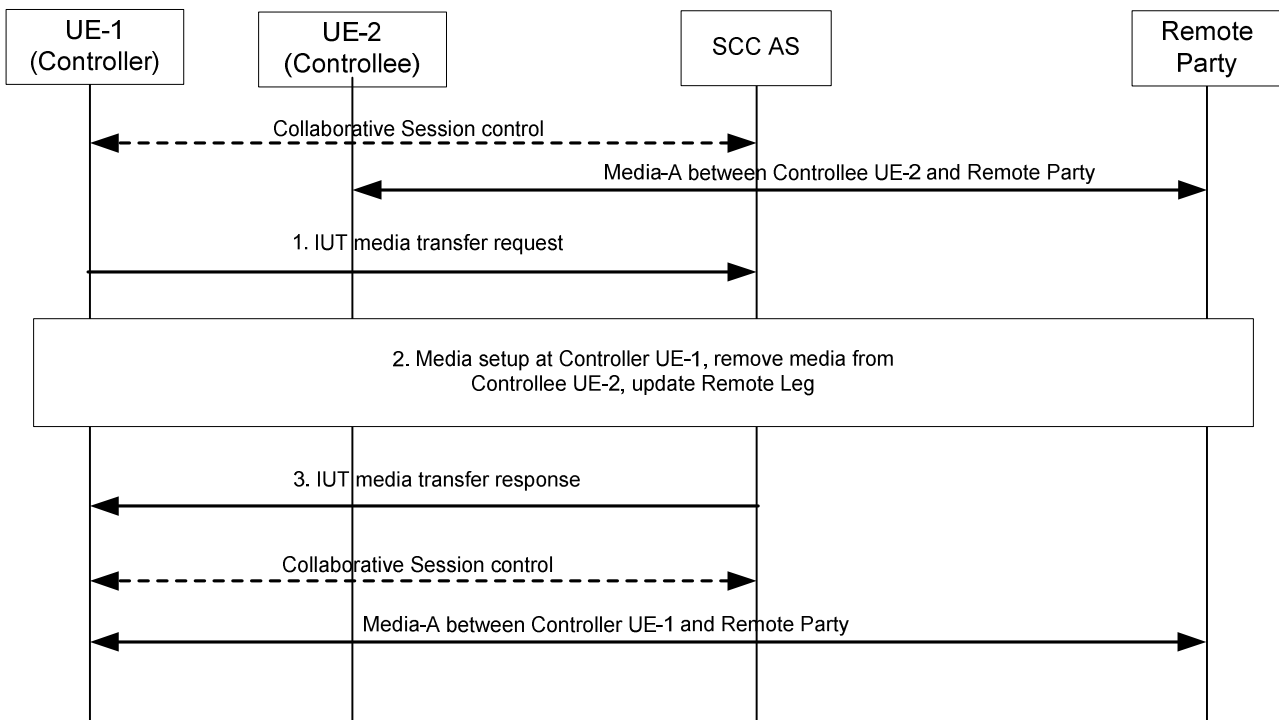 UE-1
(Controller)
UE-2
(Controllee)
SCC AS
Remote
Party
Collaborative Session control
Media-A between Controllee UE-2 and Remote Party
1. IUT media transfer request
2. Media setup at Controller UE-1, remove media from
Controllee UE-2, update Remote Leg
3. IUT media transfer response
Collaborative Session control
Media-A between Controller UE-1 and Remote Party